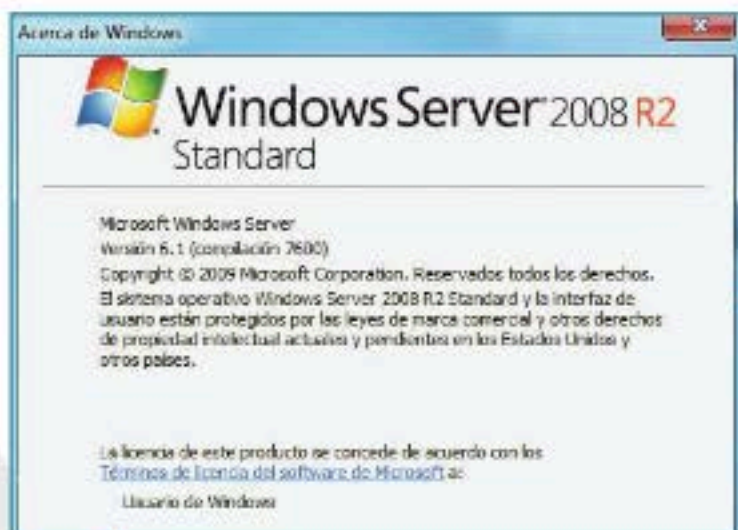 Acerca de Windows
Windows Server 2008 R2
Standard
Microsoft Windows Server
Versión 6.1 (compilación 7600)
Copyright © 2009 Microsoft Corporation. Reservados todos los derechos.
El sistema operativo Windows Server 2008 R2 Standard y la interfaz de
usuario están protegidos por las leyes de marca comercial y otros derechos
de propiedad intelectual actuales y pendientes en los Estados Unidos y
otros países.
La licencia de este producto se concede de acuerdo con los
Términos de licencia del software de Microsoft a:
Usuario de Windows